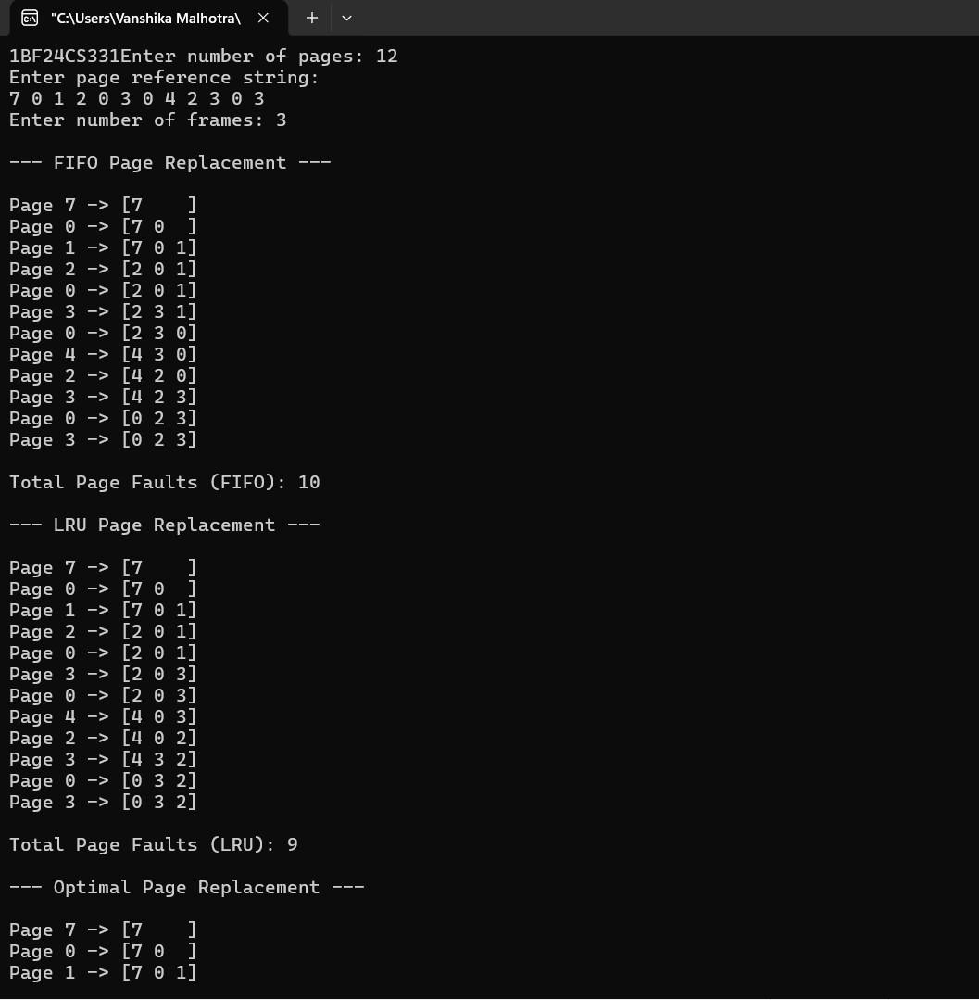 "C:\Users\Vanshika Malhotra\
1BF24CS331Enter number of pages: 12
Enter page reference string:
7 0 1 2 0 3 0 4 2 3 0 3
Enter number of frames: 3
--- FIFO Page Replacement ---
Page 7 -> [7    ]
Page 0 -> [7 0  ]
Page 1 -> [7 0 1]
Page 2 -> [2 0 1]
Page 0 -> [2 0 1]
Page 3 -> [2 3 1]
Page 0 -> [2 3 0]
Page 4 -> [4 3 0]
Page 2 -> [4 2 0]
Page 3 -> [4 2 3]
Page 0 -> [0 2 3]
Page 3 -> [0 2 3]
Total Page Faults (FIFO): 10
--- LRU Page Replacement ---
Page 7 -> [7    ]
Page 0 -> [7 0  ]
Page 1 -> [7 0 1]
Page 2 -> [2 0 1]
Page 0 -> [2 0 1]
Page 3 -> [2 0 3]
Page 0 -> [2 0 3]
Page 4 -> [4 0 3]
Page 2 -> [4 0 2]
Page 3 -> [4 3 2]
Page 0 -> [0 3 2]
Page 3 -> [0 3 2]
Total Page Faults (LRU): 9
--- Optimal Page Replacement ---
Page 7 -> [7    ]
Page 0 -> [7 0  ]
Page 1 -> [7 0 1]